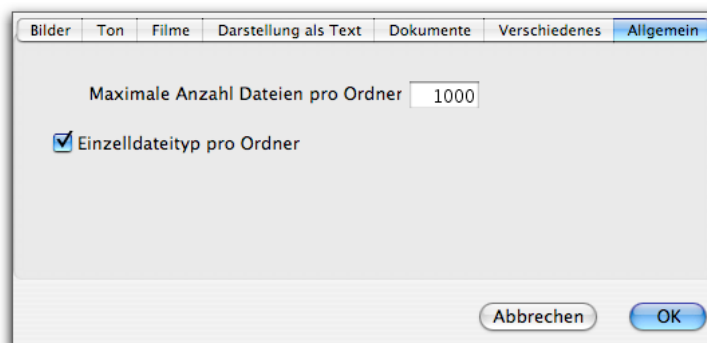 Bilder Ton Filme Darstellung als Text Dokumente Verschiedenes Allgemein
Maximale Anzahl Dateien pro Ordner 1000
Einzelldateityp pro Ordner
Abbrechen OK